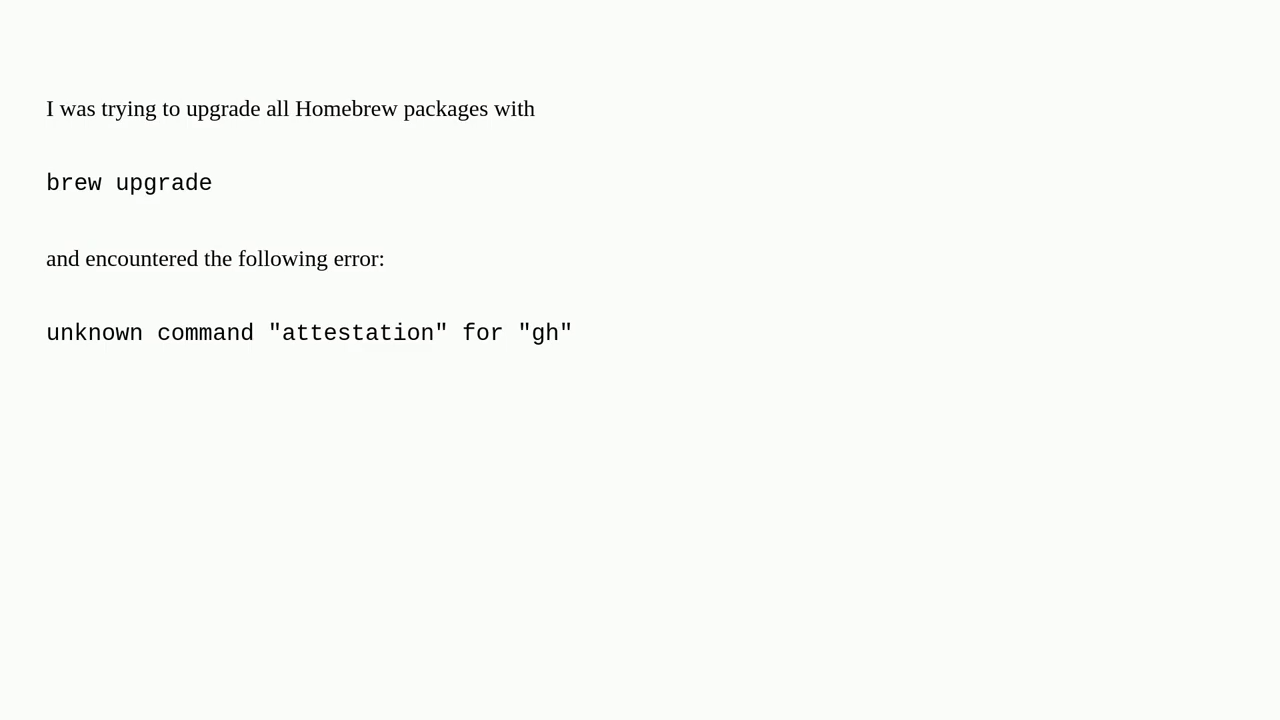 I was trying to upgrade all Homebrew packages with
brew upgrade
and encountered the following error:
unknown command "attestation" for "gh"